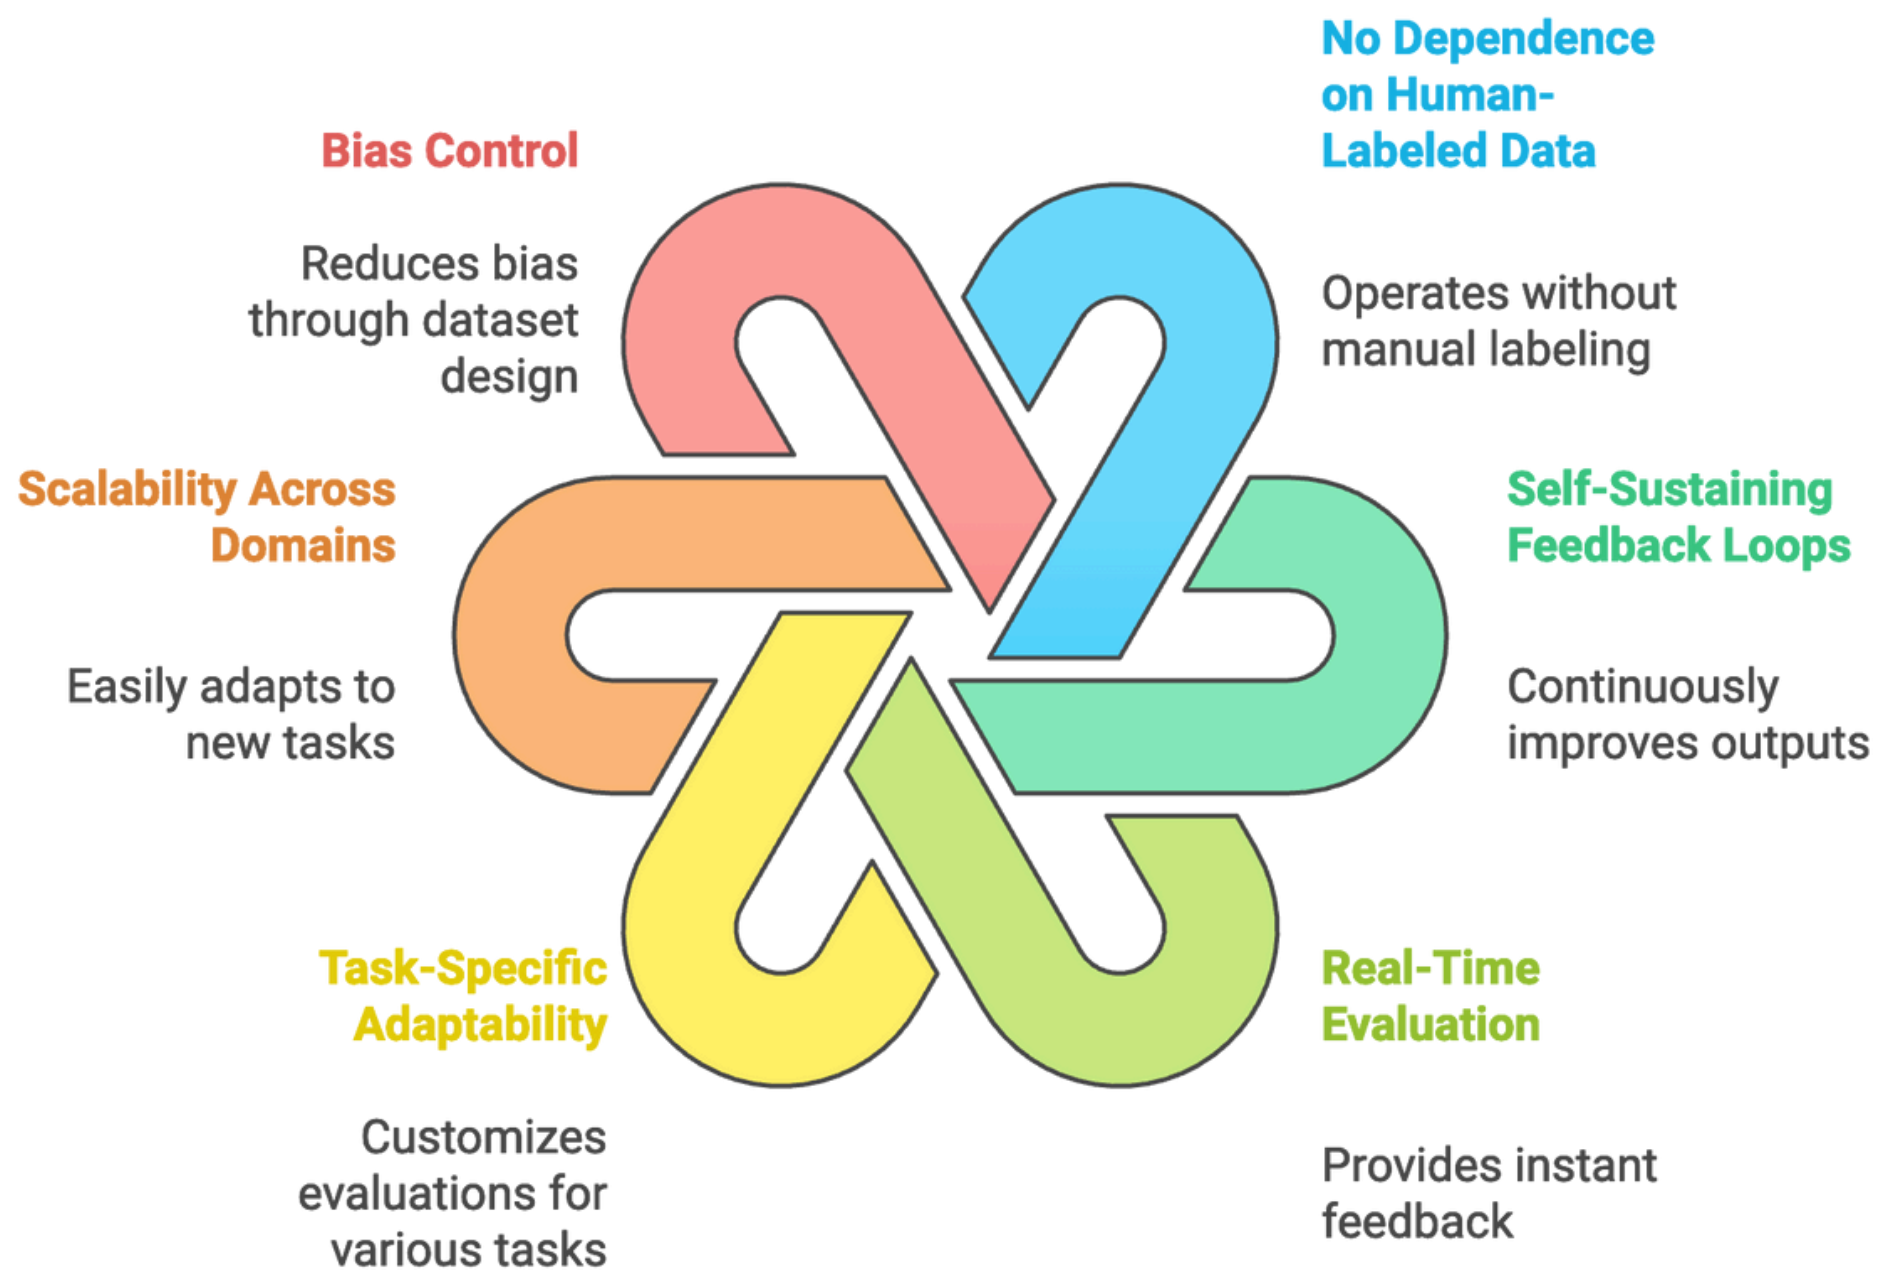 Bias Control
Reduces bias
through dataset
design
No Dependence
on Human-
Labeled Data
Operates without
manual labeling
Scalability Across
Domains
Easily adapts to
new tasks
Self-Sustaining
Feedback Loops
Continuously
improves outputs
Task-Specific
Adaptability
Customizes
evaluations for
various tasks
Real-Time
Evaluation
Provides instant
feedback